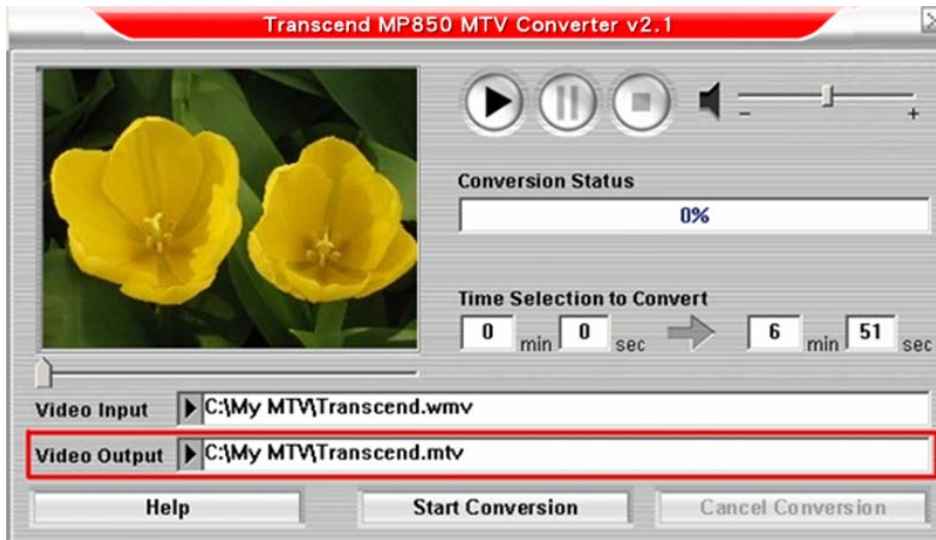 Transcend MP850 MTV Converter v2.1
- +
Conversion Status
0%
Time Selection to Convert
0 min 0 sec 6 min 51 sec
Video Input C:\My MTV\Transcend.wmv
Video Output C:\My MTV\Transcend.mtv
Help Start Conversion Cancel Conversion